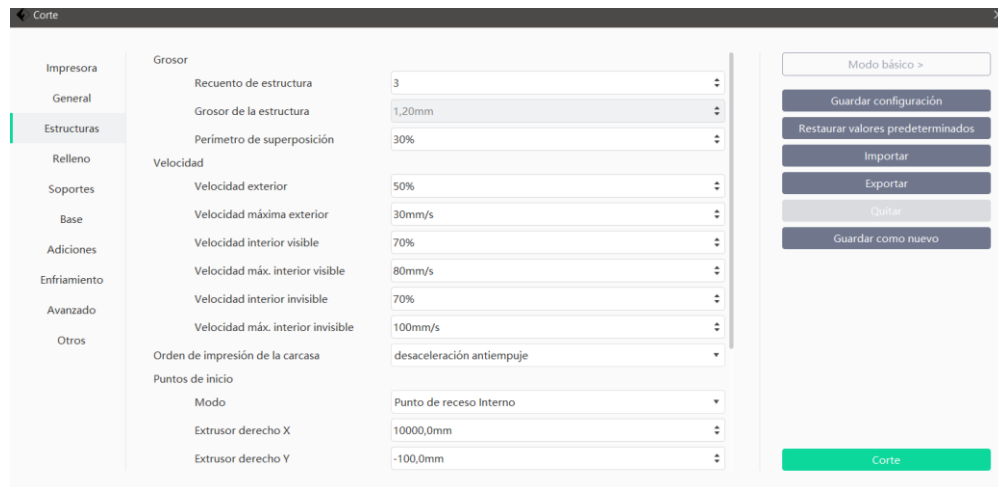 Corte
Impresora
General
Estructuras
Relleno
Soportes
Base
Adiciones
Enfriamiento
Avanzado
Otros
Grosor
Recuento de estructura 3
Grosor de la estructura 1,20mm
Perímetro de superposición 30%
Velocidad
Velocidad exterior 50%
Velocidad máxima exterior 30mm/s
Velocidad interior visible 70%
Velocidad máx. interior visible 80mm/s
Velocidad interior invisible 70%
Velocidad máx. interior invisible 100mm/s
Orden de impresión de la carcasa desaceleración antiempuje
Puntos de inicio
Modo Punto de receso Interno
Extrusor derecho X 10000,0mm
Extrusor derecho Y -100,0mm
Modo básico >
Guardar configuración
Restaurar valores predeterminados
Importar
Exportar
Quitar
Guardar como nuevo
Corte